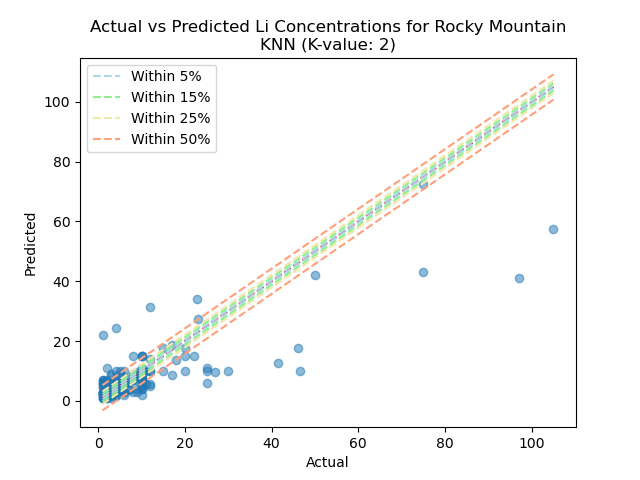 Actual vs Predicted Li Concentrations for Rocky Mountain
KNN (K-value: 2)
Within 5%
Within 15%
Within 25%
Within 50%
Predicted
100
80
60
40
20
0
0 20 40 60 80 100
Actual